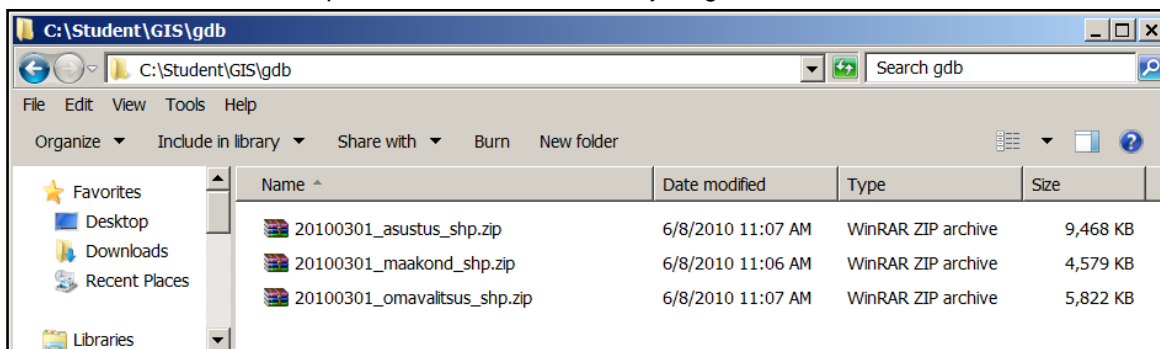 C:\Student\GIS\gdb
C:\Student\GIS\gdb Search gdb
File Edit View Tools Help
Organize Include in library Share with Burn New folder
Favorites
Desktop
Downloads
Recent Places
Libraries
Name Date modified Type Size
20100301_asustus_shp.zip 6/8/2010 11:07 AM WinRAR ZIP archive 9,468 KB
20100301_maakond_shp.zip 6/8/2010 11:06 AM WinRAR ZIP archive 4,579 KB
20100301_omavalitsus_shp.zip 6/8/2010 11:07 AM WinRAR ZIP archive 5,822 KB